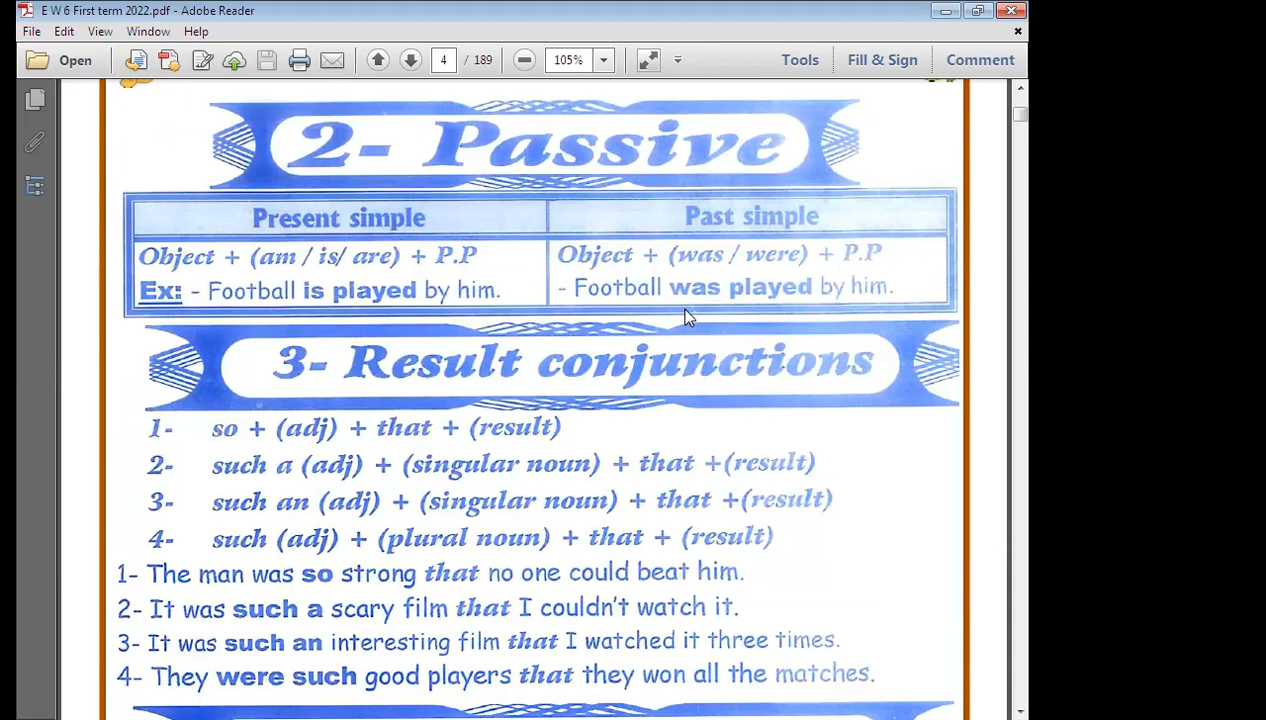 E W 6 First term 2022.pdf - Adobe Reader
File Edit View Window Help
Open 4 / 189 105% Tools Fill & Sign Comment
2- Passive
Present simple Past simple
Object + (am / is/ are) + P.P Object + (was / were) + P.P
Ex: - Football is played by him. - Football was played by him.
3- Result conjunctions
1- so + (adj) + that + (result)
2- such a (adj) + (singular noun) + that +(result)
3- such an (adj) + (singular noun) + that +(result)
4- such (adj) + (plural noun) + that + (result)
1- The man was so strong that no one could beat him.
2- It was such a scary film that I couldn't watch it.
3- It was such an interesting film that I watched it three times.
4- They were such good players that they won all the matches.